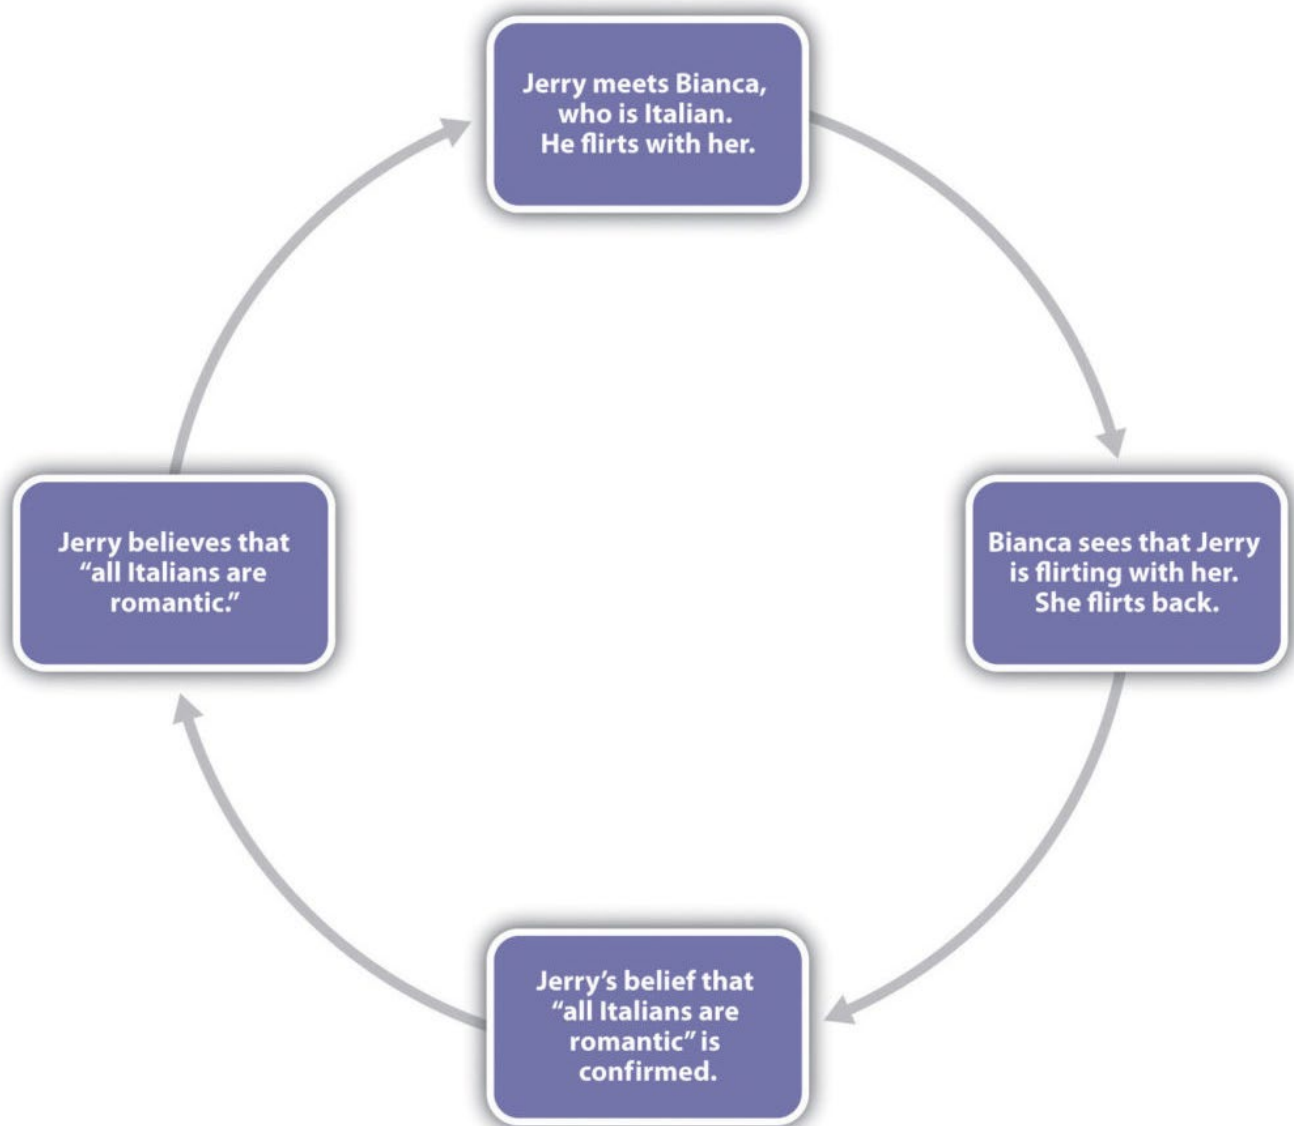 Jerry meets Bianca,
who is Italian.
He flirts with her.
Bianca sees that Jerry
is flirting with her.
She flirts back.
Jerry’s belief that
“all Italians are
romantic” is
confirmed.
Jerry believes that
“all Italians are
romantic.”